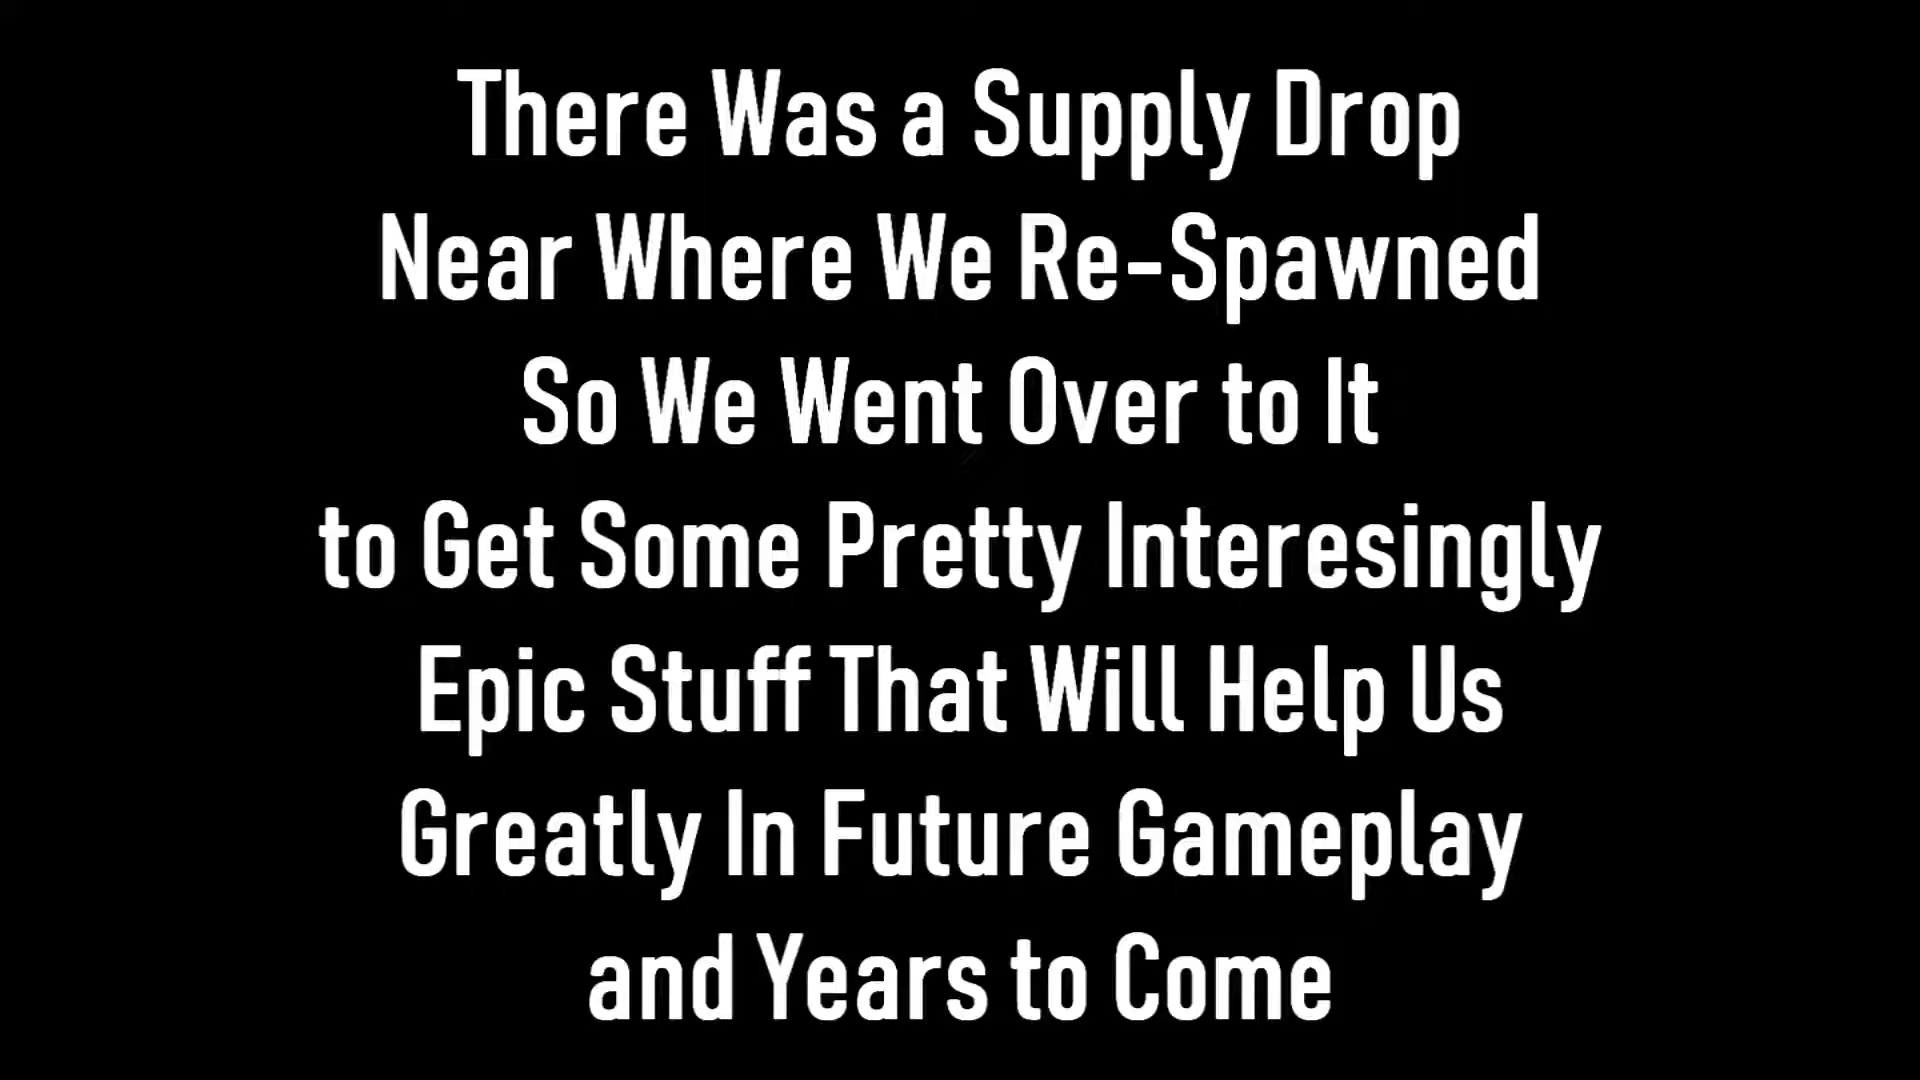 There Was a Supply Drop
Near Where We Re-Spawned
So We Went Over to It
to Get Some Pretty Interesingly
Epic Stuff That Will Help Us
Greatly In Future Gameplay
and Years to Come